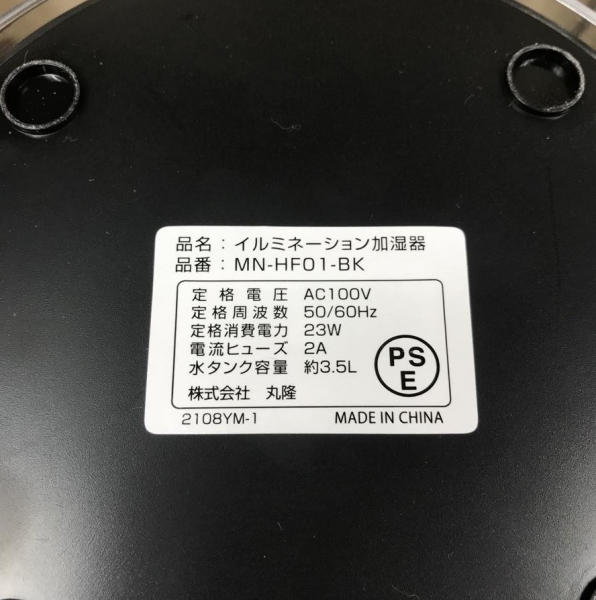 品名：イルミネーション加湿器
品番：MN-HF01-BK
定格電圧 AC100V
定格周波数 50/60Hz
定格消費電力 23W
電流ヒューズ 2A
水タンク容量 約3.5L
株式会社 丸隆
PS
E
2108YM-1 MADE IN CHINA